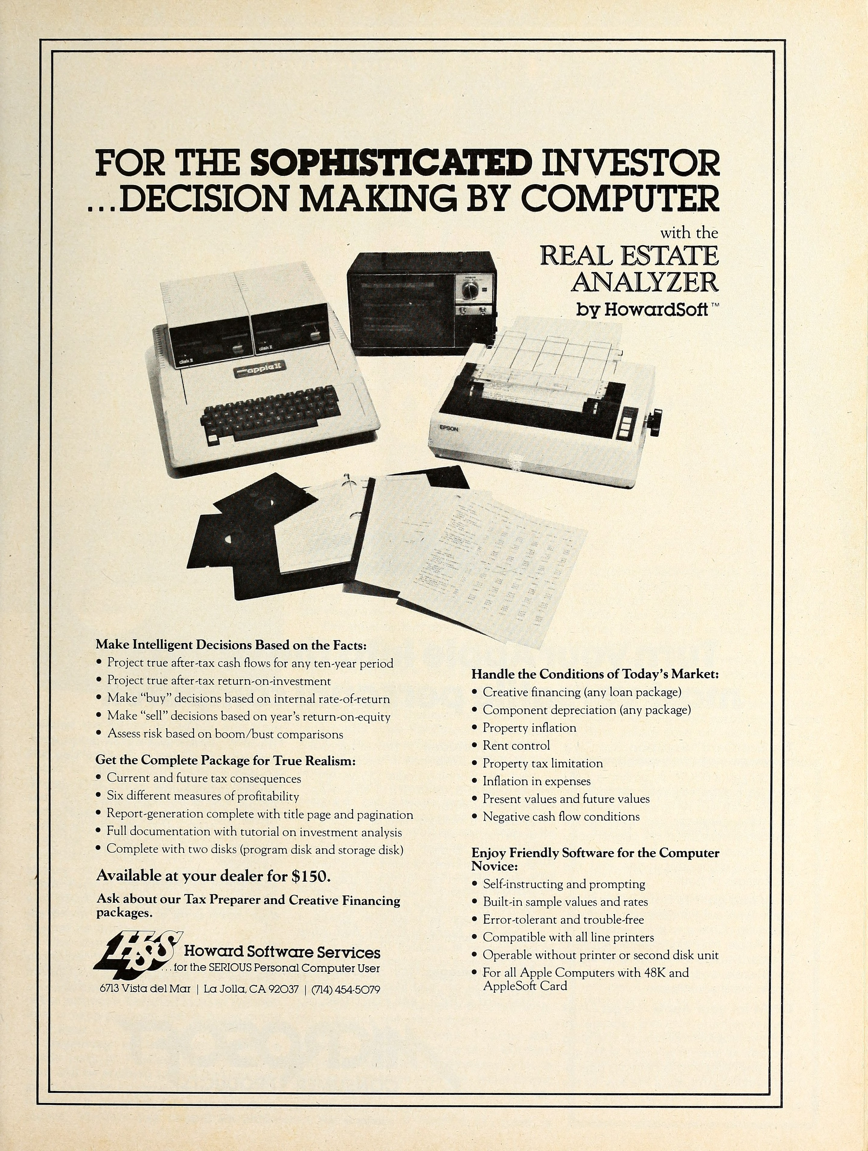 FOR THE SOPHISTICATED INVESTOR
...DECISION MAKING BY COMPUTER
with the
REAL ESTATE
ANALYZER
by HowardSoft™
disk II
disk II
apple II
EPSON
Make Intelligent Decisions Based on the Facts:
• Project true after-tax cash flows for any ten-year period
• Project true after-tax return-on-investment
• Make “buy” decisions based on internal rate-of-return
• Make “sell” decisions based on year’s return-on-equity
• Assess risk based on boom/bust comparisons
Get the Complete Package for True Realism:
• Current and future tax consequences
• Six different measures of profitability
• Report-generation complete with title page and pagination
• Full documentation with tutorial on investment analysis
• Complete with two disks (program disk and storage disk)
Available at your dealer for $150.
Ask about our Tax Preparer and Creative Financing
packages.
HSS Howard Software Services
...for the SERIOUS Personal Computer User
6713 Vista del Mar | La Jolla, CA 92037 | (714) 454-5079
Handle the Conditions of Today’s Market:
• Creative financing (any loan package)
• Component depreciation (any package)
• Property inflation
• Rent control
• Property tax limitation
• Inflation in expenses
• Present values and future values
• Negative cash flow conditions
Enjoy Friendly Software for the Computer
Novice:
• Self-instructing and prompting
• Built-in sample values and rates
• Error-tolerant and trouble-free
• Compatible with all line printers
• Operable without printer or second disk unit
• For all Apple Computers with 48K and
AppleSoft Card